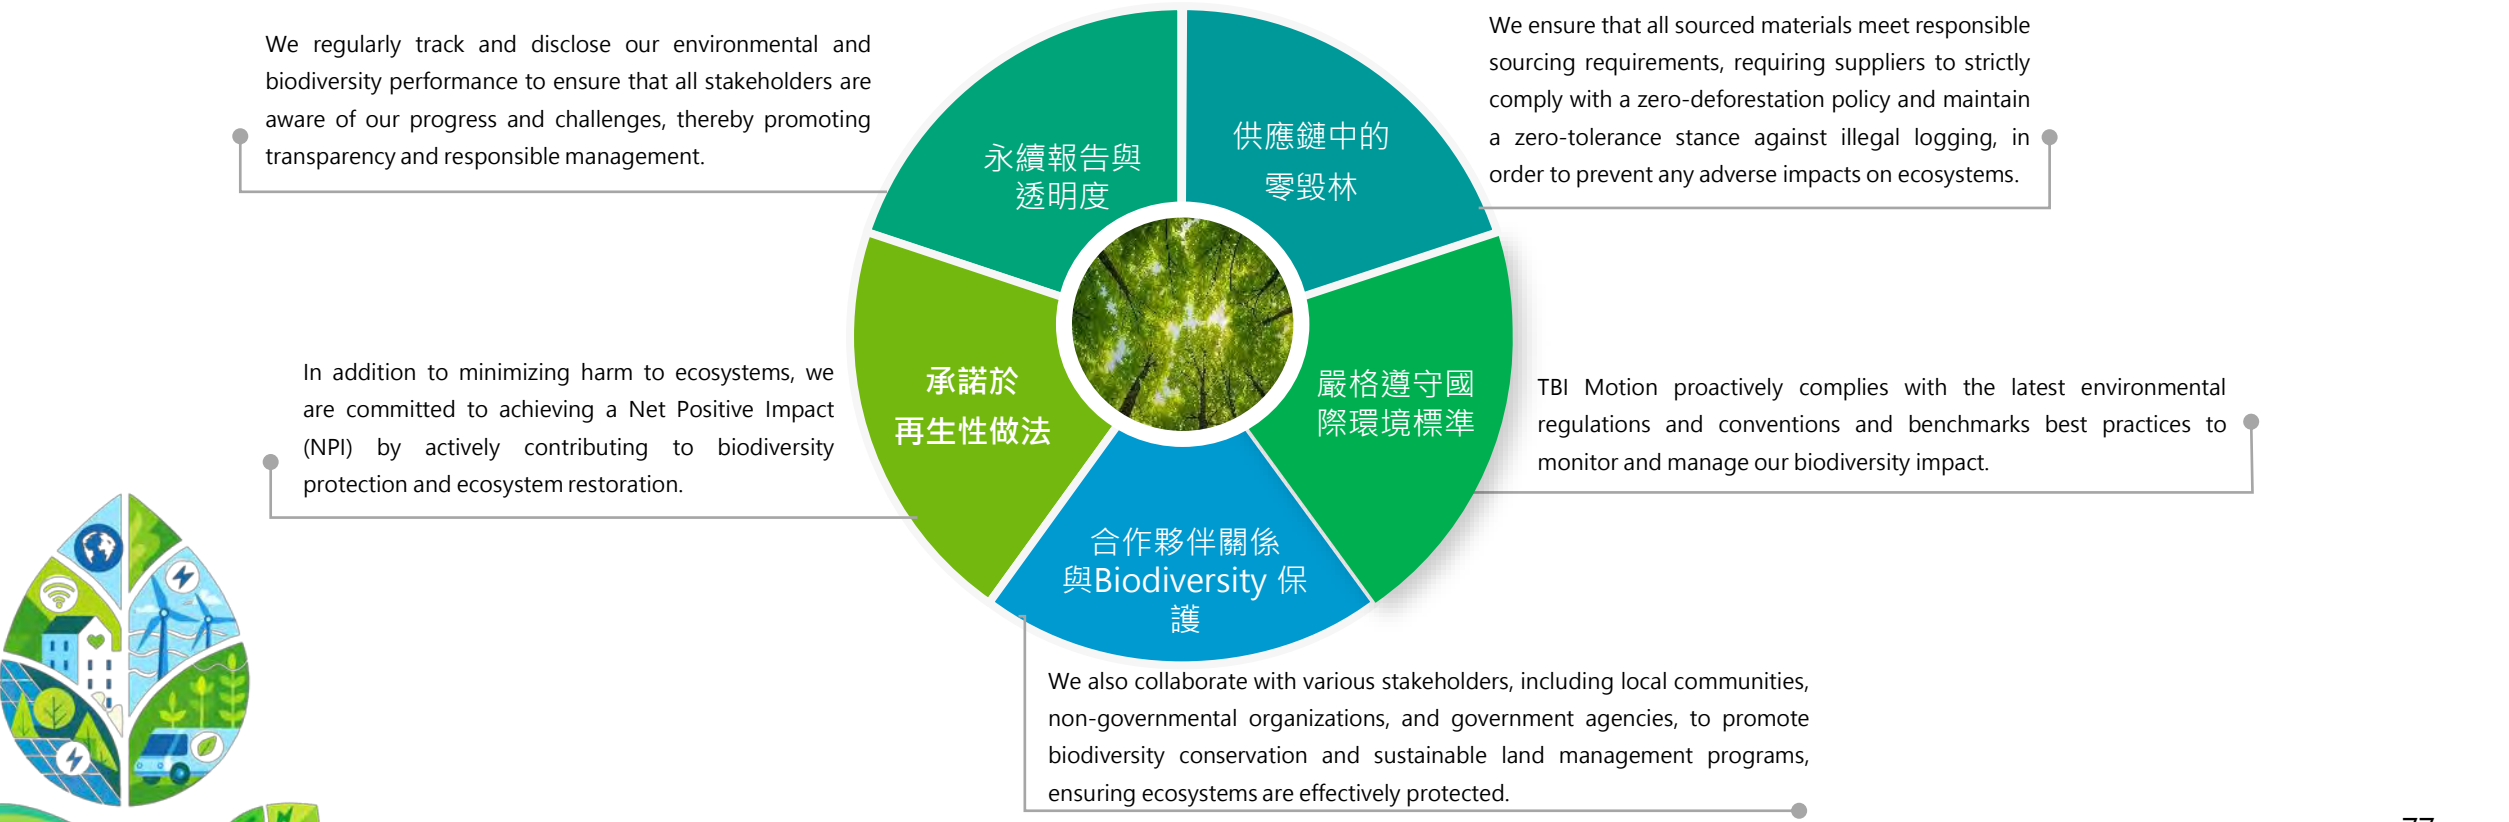 We regularly track and disclose our environmental and
biodiversity performance to ensure that all stakeholders are
aware of our progress and challenges, thereby promoting
transparency and responsible management.
永續報告與
透明度
供應鏈中的
零毀林
We ensure that all sourced materials meet responsible
sourcing requirements, requiring suppliers to strictly
comply with a zero-deforestation policy and maintain
a zero-tolerance stance against illegal logging, in
order to prevent any adverse impacts on ecosystems.
In addition to minimizing harm to ecosystems, we
are committed to achieving a Net Positive Impact
(NPI) by actively contributing to biodiversity
protection and ecosystem restoration.
承諾於
再生性做法
嚴格遵守國
際環境標準
TBI Motion proactively complies with the latest environmental
regulations and conventions and benchmarks best practices to
monitor and manage our biodiversity impact.
合作夥伴關係
與Biodiversity 保
護
We also collaborate with various stakeholders, including local communities,
non-governmental organizations, and government agencies, to promote
biodiversity conservation and sustainable land management programs,
ensuring ecosystems are effectively protected.